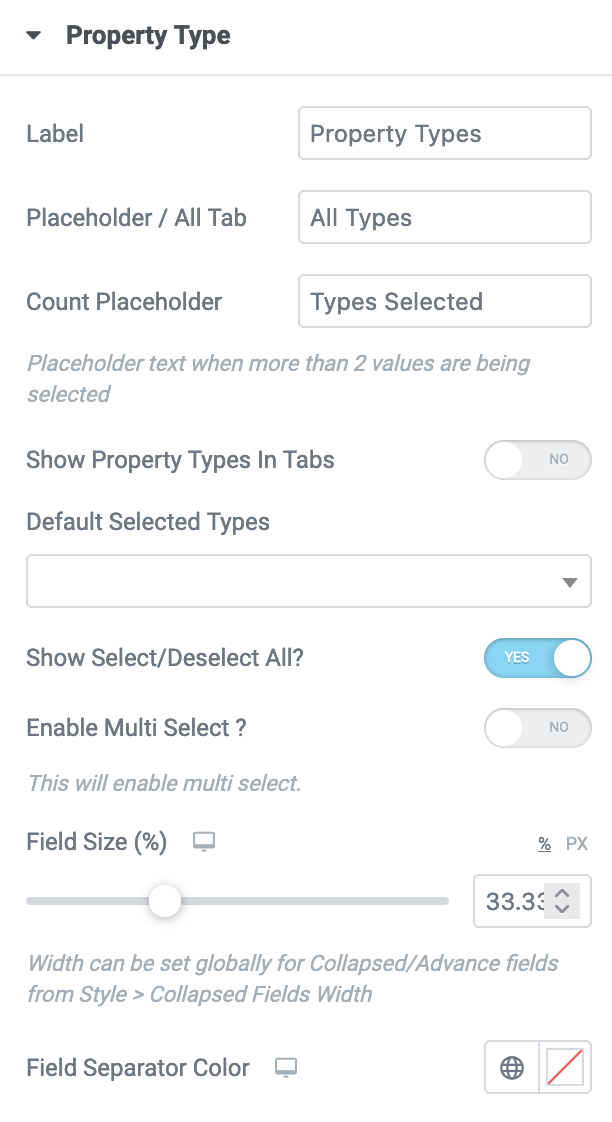 Property Type
Label
Property Types
Placeholder / All Tab
All Types
Count Placeholder
Types Selected
Placeholder text when more than 2 values are being
selected
Show Property Types In Tabs
NO
Default Selected Types
Show Select/Deselect All?
YES
Enable Multi Select ?
NO
This will enable multi select.
Field Size (%)
% PX
33.33
Width can be set globally for Collapsed/Advance fields
from Style > Collapsed Fields Width
Field Separator Color